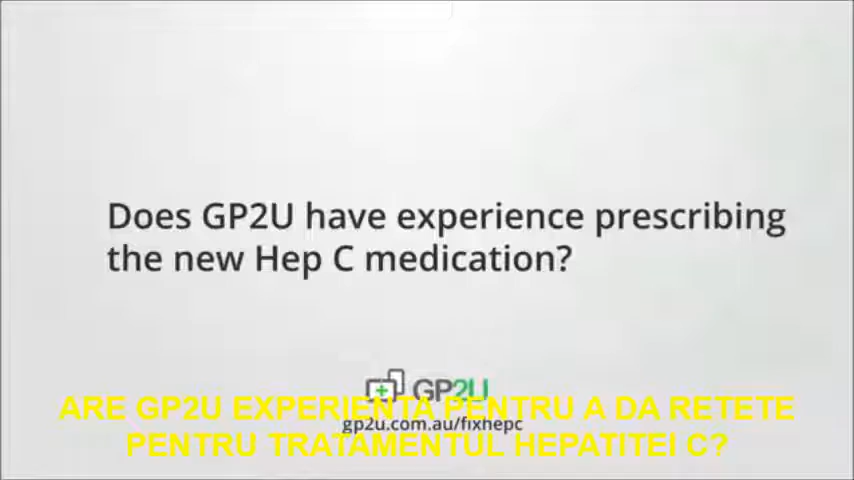 Does GP2U have experience prescribing
the new Hep C medication?
GP2U
ARE GP2U EXPERIENTA PENTRU A DA RETETE
gp2u.com.au/fixhepc
PENTRU TRATAMENTUL HEPATITEI C?